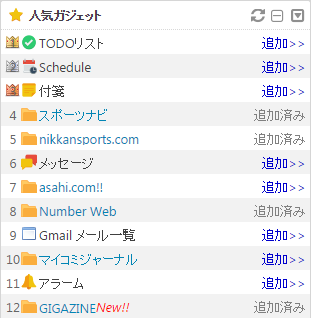 人気ガジェット
1 TODOリスト 追加>>
2 Schedule 追加>>
3 付箋 追加>>
4 スポーツナビ 追加済み
5 nikkansports.com 追加済み
6 メッセージ 追加>>
7 asahi.com!! 追加>>
8 Number Web 追加済み
9 Gmail メール一覧 追加>>
10 マイコミジャーナル 追加>>
11 アラーム 追加>>
12 GIGAZINE New!! 追加済み